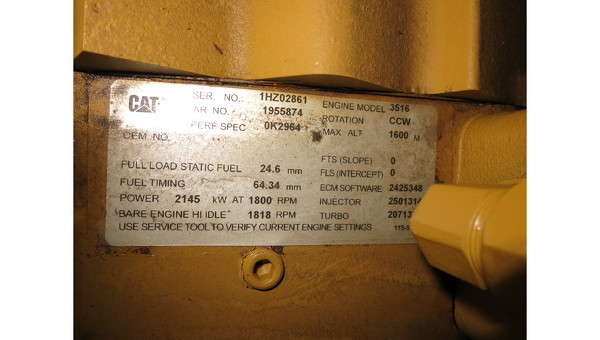 CAT
SER. NO. 1HZ02861 ENGINE MODEL 3516
AR NO. 1955874 ROTATION CCW
PERF SPEC 0K2964 MAX ALT 1600 M
OEM NO.
FULL LOAD STATIC FUEL 24.6 mm FTS (SLOPE) 0
FUEL TIMING 64.34 mm FLS (INTERCEPT) 0
POWER 2145 kW AT 1800 RPM ECM SOFTWARE 2425348
BARE ENGINE HI IDLE 1818 RPM INJECTOR
USE SERVICE TOOL TO VERIFY CURRENT ENGINE SETTINGS TURBO